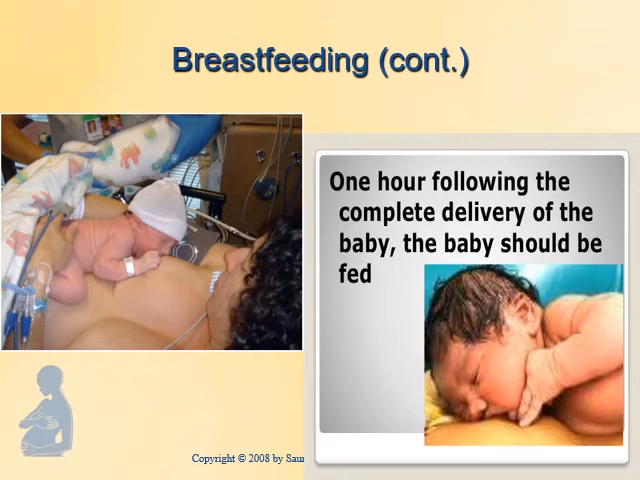 Breastfeeding (cont.)
One hour following the
complete delivery of the
baby, the baby should be
fed
Copyright © 2008 by